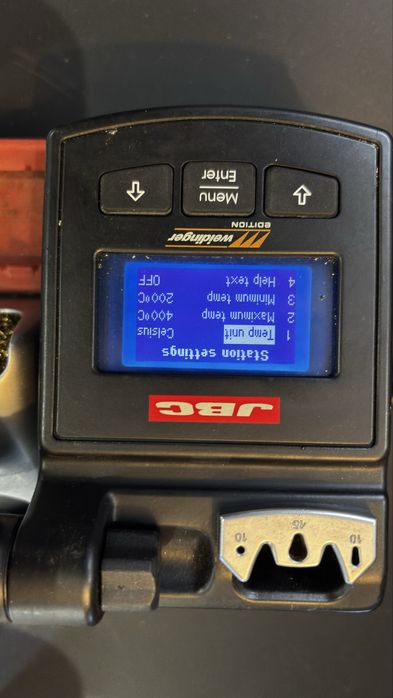 10 45 10
JBC
Station settings
1 Temp unit Celsius
2 Maximum temp 400ºC
3 Minimum temp 200ºC
4 Help text OFF
weldinger
EDITION
Menu
Enter